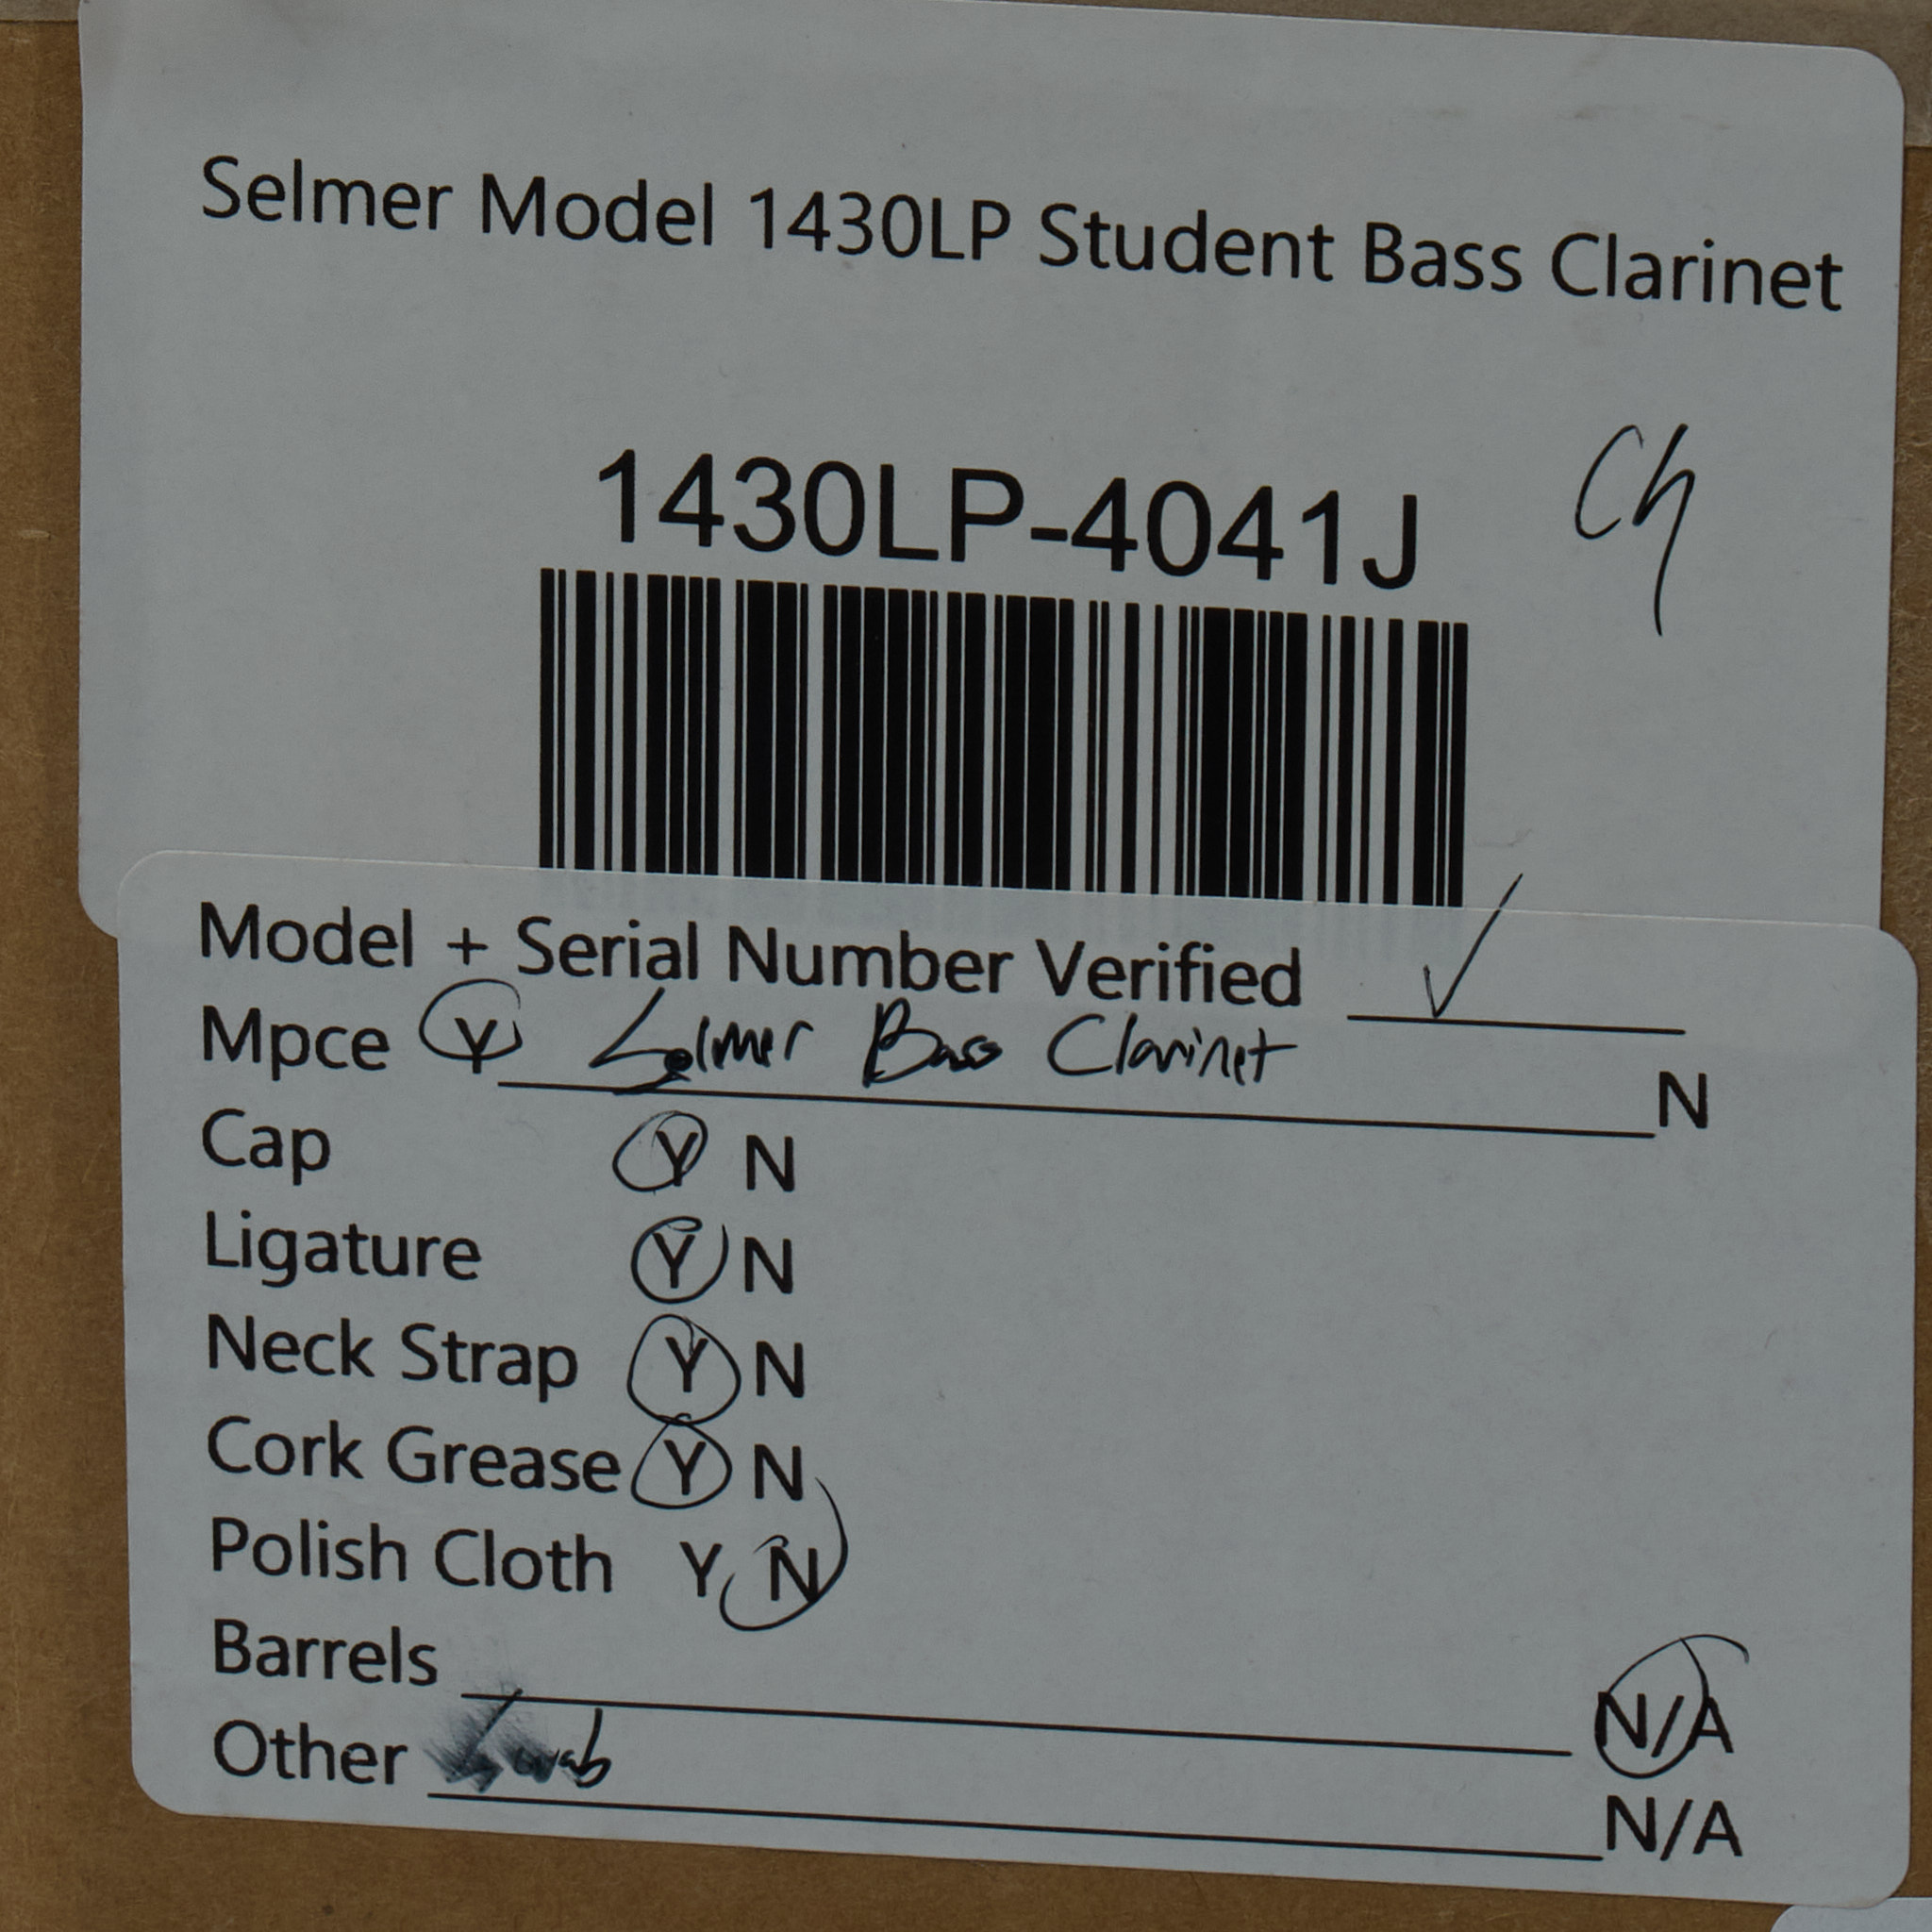 Selmer Model 1430LP Student Bass Clarinet
1430LP-4041J
Ch
Model + Serial Number Verified ✓
Mpce Y Selmer Bass Clarinet N
Cap Y N
Ligature Y N
Neck Strap Y N
Cork Grease Y N
Polish Cloth Y N
Barrels N/A
Other Swab N/A